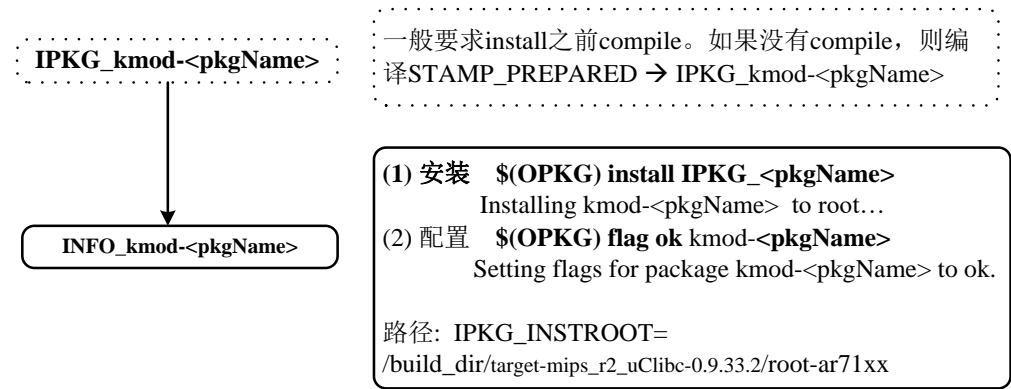 IPKG_kmod-<pkgName>
一般要求install之前compile。如果没有compile，则编
译STAMP_PREPARED → IPKG_kmod-<pkgName>
INFO_kmod-<pkgName>
(1) 安装 $(OPKG) install IPKG_<pkgName>
Installing kmod-<pkgName> to root…
(2) 配置 $(OPKG) flag ok kmod-<pkgName>
Setting flags for package kmod-<pkgName> to ok.
路径: IPKG_INSTROOT=
/build_dir/target-mips_r2_uClibc-0.9.33.2/root-ar71xx